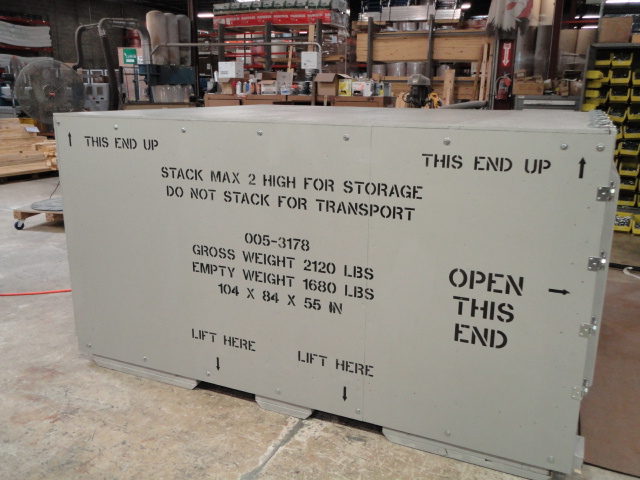 THIS END UP
THIS END UP
STACK MAX 2 HIGH FOR STORAGE
DO NOT STACK FOR TRANSPORT
005-3178
GROSS WEIGHT 2120 LBS
EMPTY WEIGHT 1680 LBS
104 X 84 X 55 IN
OPEN
THIS
END
LIFT HERE
LIFT HERE